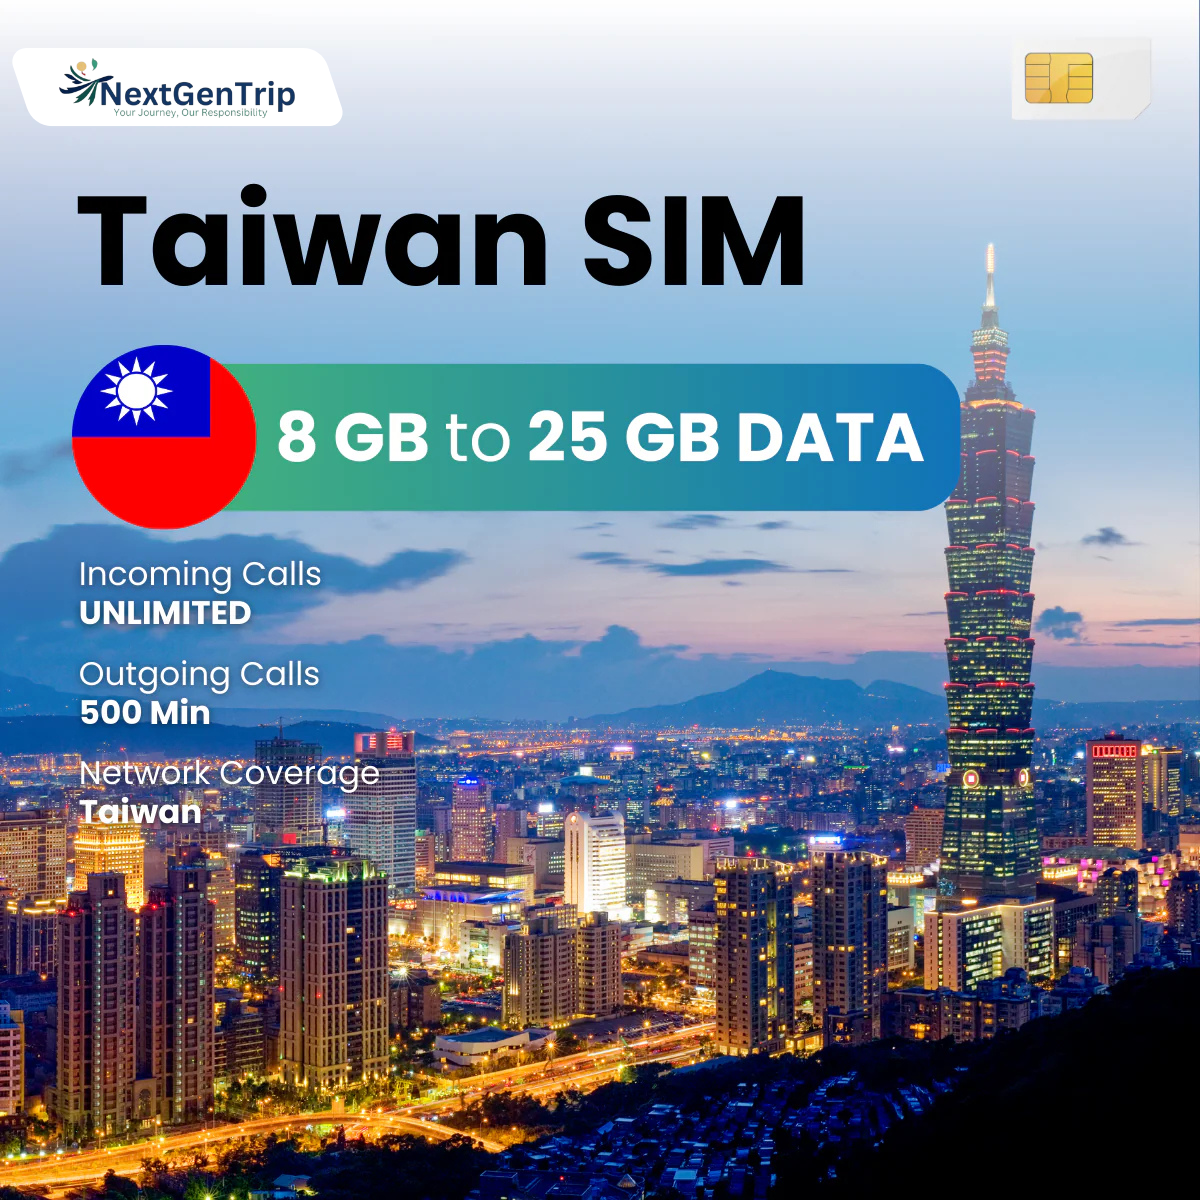 NextGenTrip
Your Journey, Our Responsibility
Taiwan SIM
8 GB to 25 GB DATA
Incoming Calls
UNLIMITED
Outgoing Calls
500 Min
Network Coverage
Taiwan